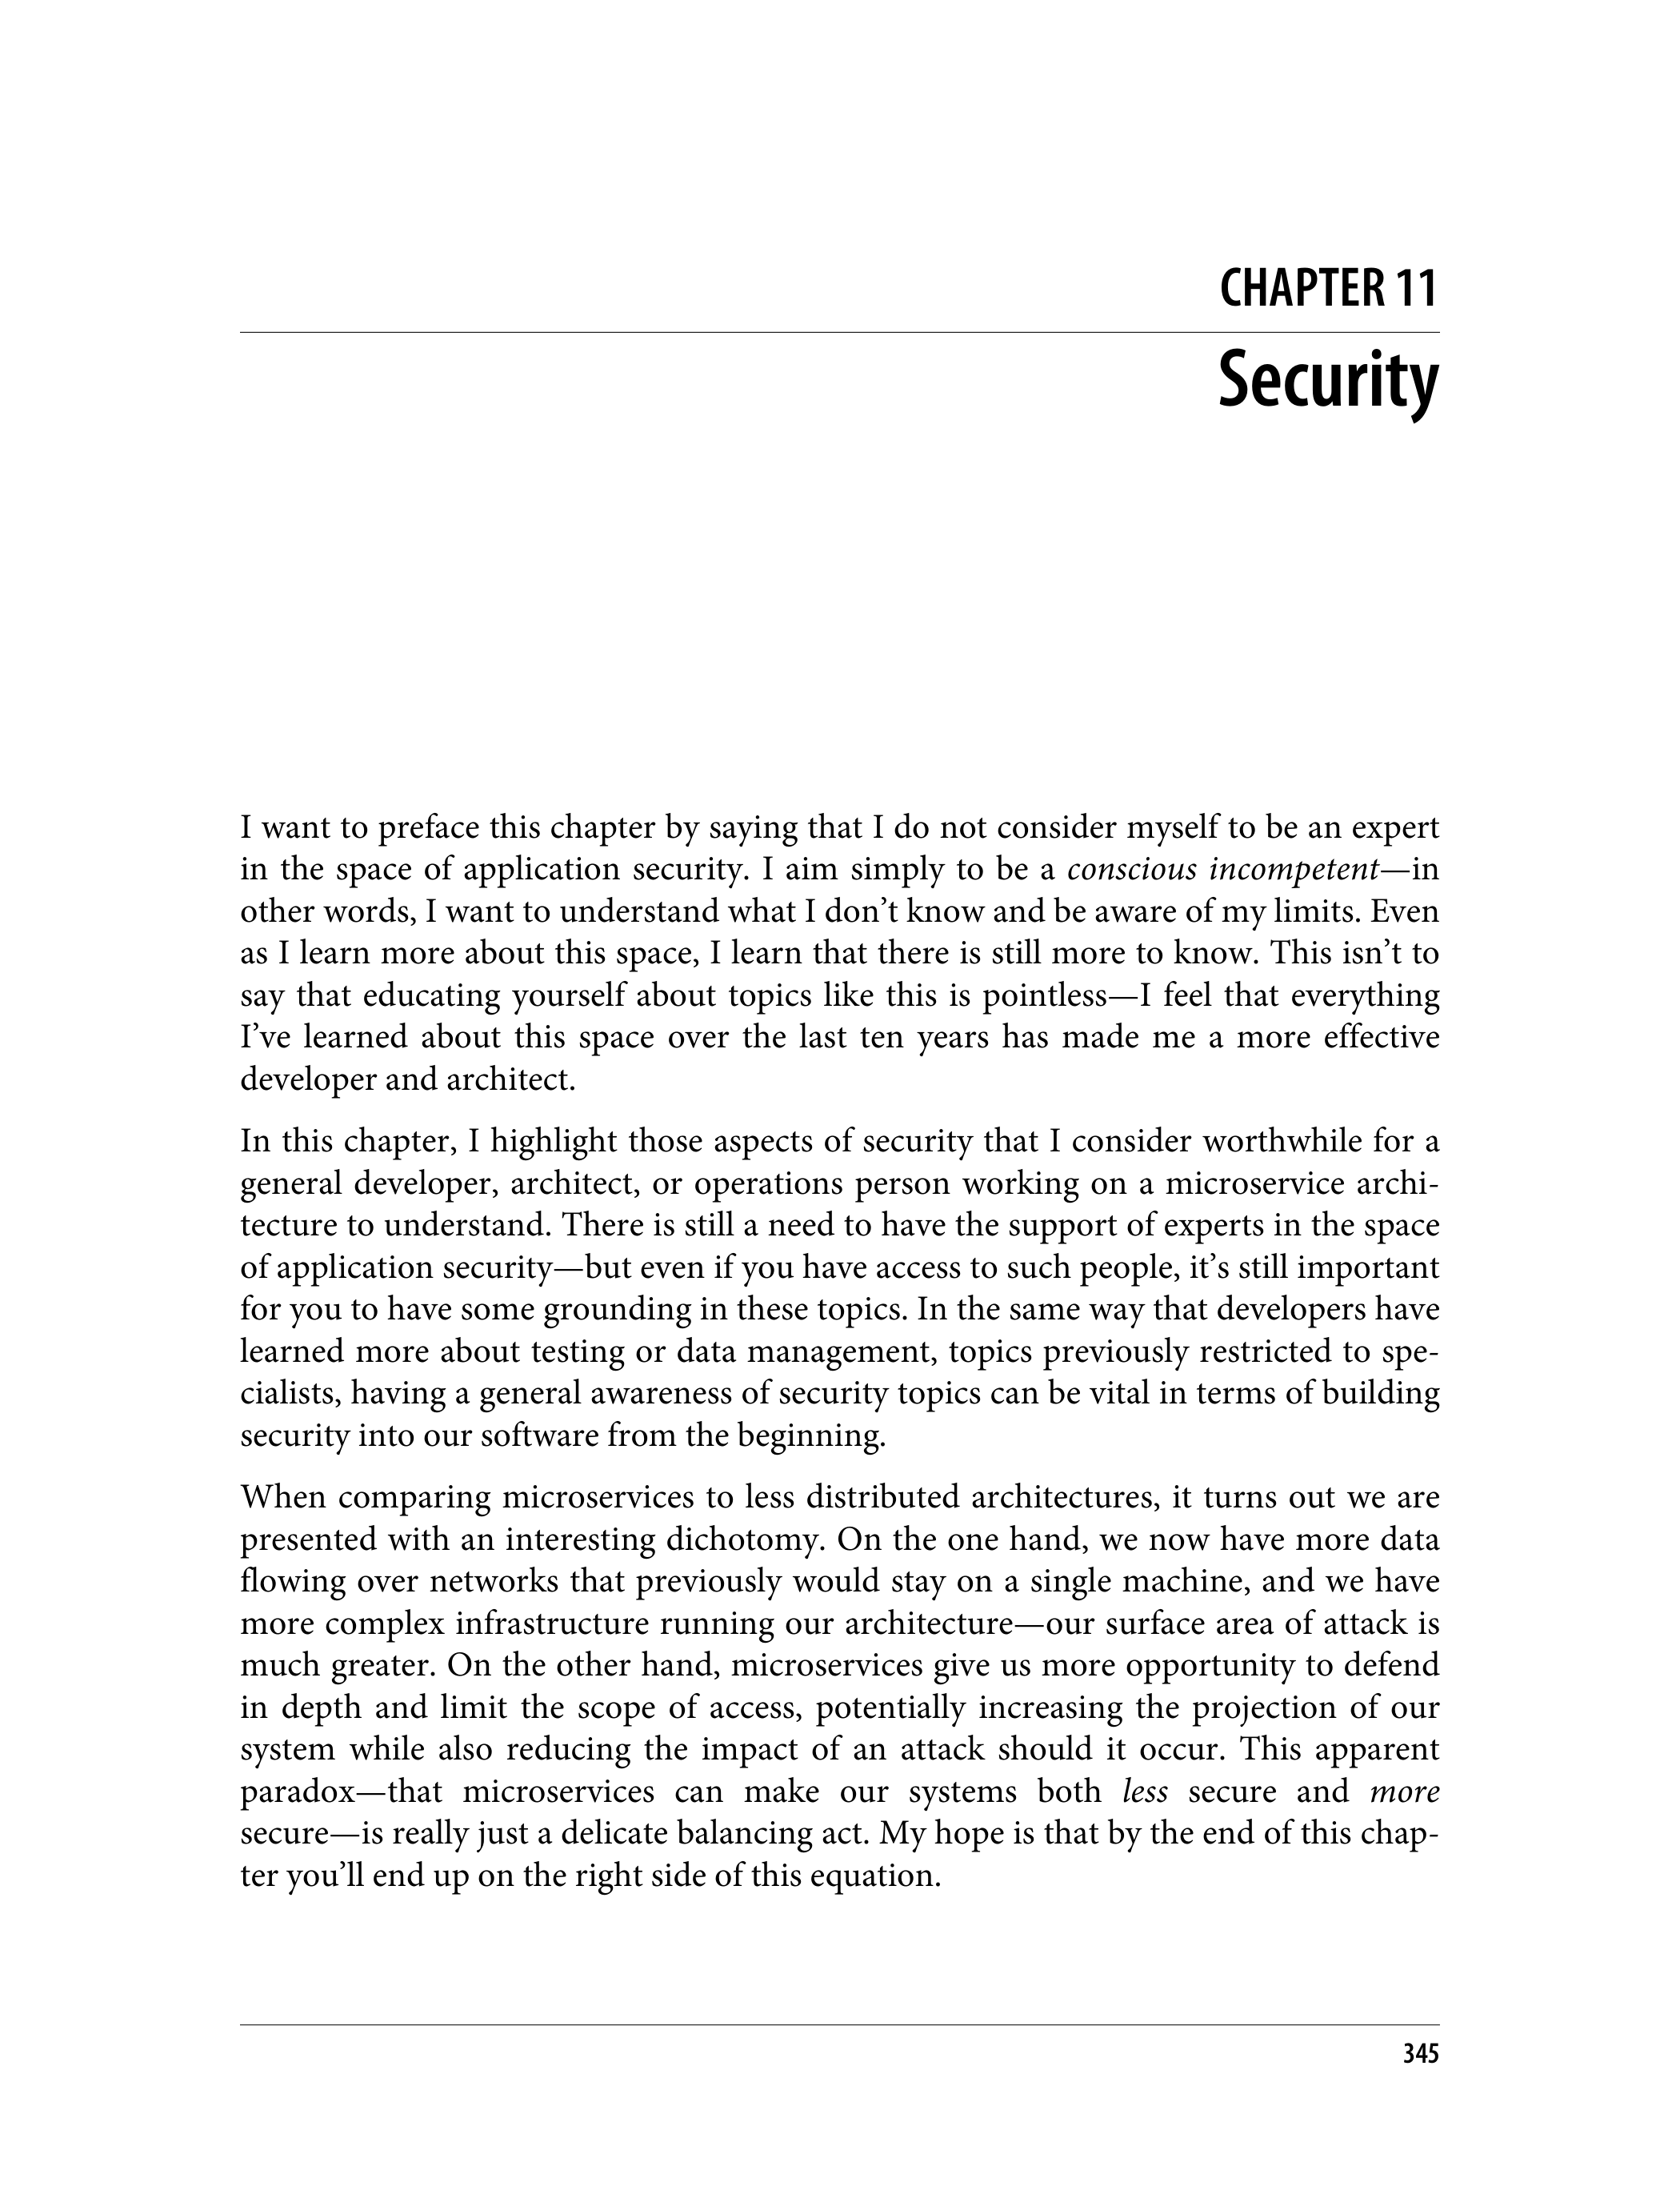 CHAPTER 11
Security
I want to preface this chapter by saying that I do not consider myself to be an expert
in the space of application security. I aim simply to be a conscious incompetent—in
other words, I want to understand what I don’t know and be aware of my limits. Even
as I learn more about this space, I learn that there is still more to know. This isn’t to
say that educating yourself about topics like this is pointless—I feel that everything
I’ve learned about this space over the last ten years has made me a more effective
developer and architect.
In this chapter, I highlight those aspects of security that I consider worthwhile for a
general developer, architect, or operations person working on a microservice archi-
tecture to understand. There is still a need to have the support of experts in the space
of application security—but even if you have access to such people, it’s still important
for you to have some grounding in these topics. In the same way that developers have
learned more about testing or data management, topics previously restricted to spe-
cialists, having a general awareness of security topics can be vital in terms of building
security into our software from the beginning.
When comparing microservices to less distributed architectures, it turns out we are
presented with an interesting dichotomy. On the one hand, we now have more data
flowing over networks that previously would stay on a single machine, and we have
more complex infrastructure running our architecture—our surface area of attack is
much greater. On the other hand, microservices give us more opportunity to defend
in depth and limit the scope of access, potentially increasing the projection of our
system while also reducing the impact of an attack should it occur. This apparent
paradox—that microservices can make our systems both less secure and more
secure—is really just a delicate balancing act. My hope is that by the end of this chap-
ter you’ll end up on the right side of this equation.
345